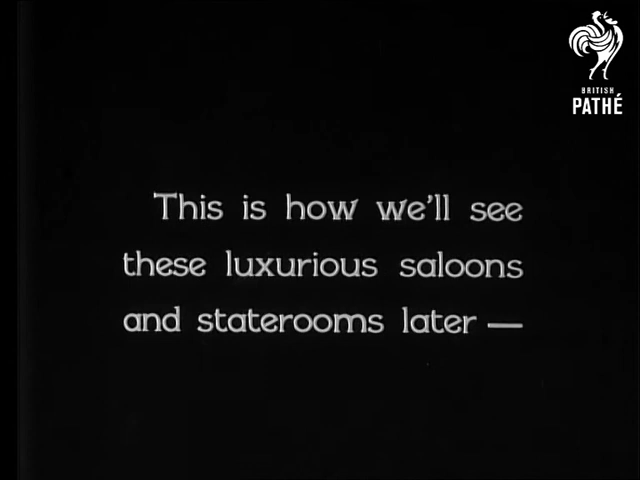 BRITISH
PATHÉ
This is how we'll see
these luxurious saloons
and staterooms later —